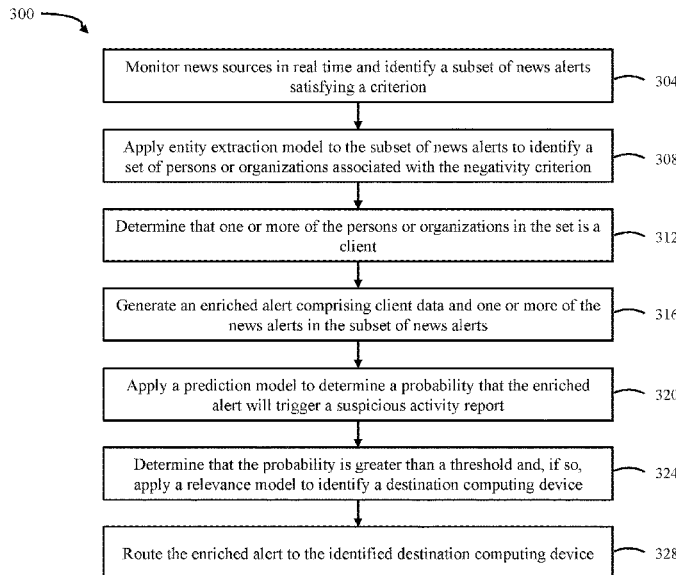 300
Monitor news sources in real time and identify a subset of news alerts
satisfying a criterion
304
Apply entity extraction model to the subset of news alerts to identify a
set of persons or organizations associated with the negativity criterion
308
Determine that one or more of the persons or organizations in the set is a
client
312
Generate an enriched alert comprising client data and one or more of the
news alerts in the subset of news alerts
316
Apply a prediction model to determine a probability that the enriched
alert will trigger a suspicious activity report
320
Determine that the probability is greater than a threshold and, if so,
apply a relevance model to identify a destination computing device
324
Route the enriched alert to the identified destination computing device
328